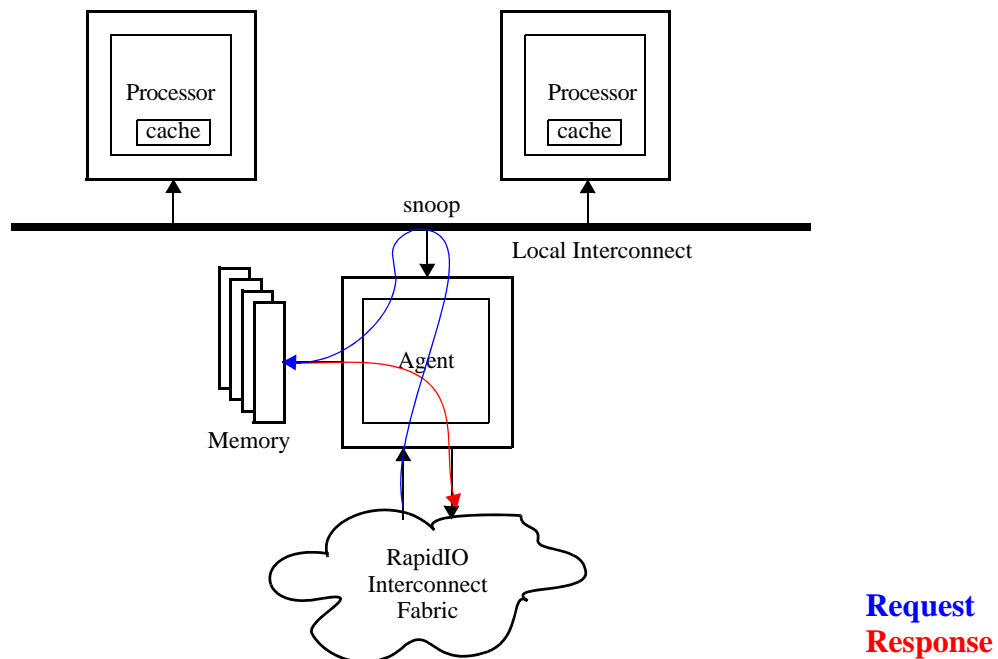 Processor
cache
Processor
cache
snoop
Local Interconnect
Agent
Memory
RapidIO
Interconnect
Fabric
Request
Response